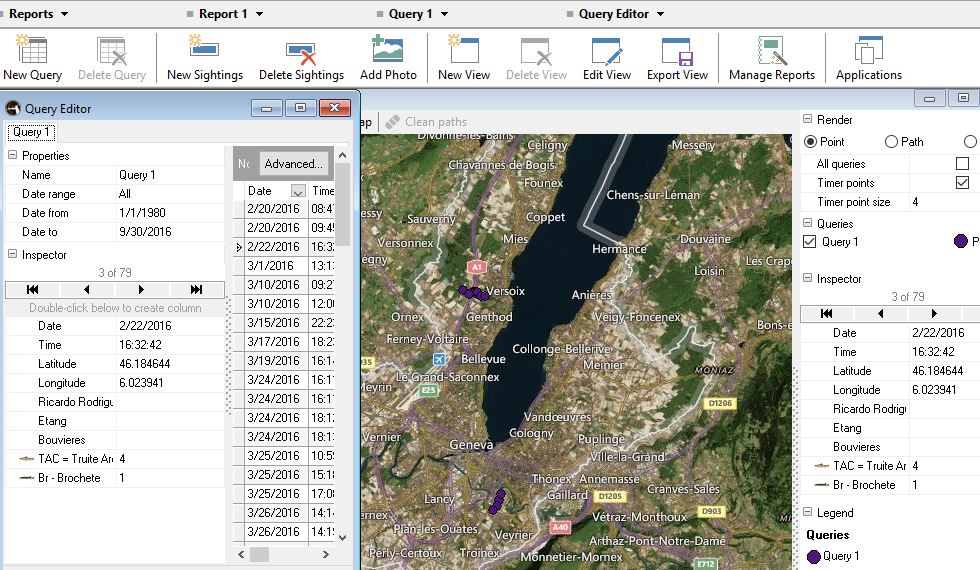 Reports
Report 1
Query 1
Query Editor
New Query
Delete Query
New Sightings
Delete Sightings
Add Photo
New View
Delete View
Edit View
Export View
Manage Reports
Applications
Query Editor
Query 1
Properties
Name Query 1
Date range All
Date from 1/1/1980
Date to 9/30/2016
Inspector
3 of 79
Double-click below to create column
Date 2/22/2016
Time 16:32:42
Latitude 46.184644
Longitude 6.023941
Ricardo Rodrigu
Etang
Bouvieres
TAC = Truite Ar 4
Br - Brochete 1
Advanced...
Date Time
2/20/2016 08:4
2/20/2016 09:4
2/22/2016 16:3
3/1/2016 13:1
3/10/2016 09:2
3/10/2016 12:0
3/15/2016 22:2
3/17/2016 18:2
3/19/2016 16:1
3/24/2016 16:1
3/24/2016 16:1
3/24/2016 18:1
3/24/2016 18:1
3/25/2016 10:5
3/25/2016 15:1
3/25/2016 17:0
3/26/2016 14:1
3/26/2016 14:1
ap
Clean paths
Divonne-les-Bains
Céligny
Messery
Chavannes de Bogis
Founex
Chens-sur-Léman
Coppet
Sauverny
Mies
Versonnex
Hermance
Douvaine
Loisin
A1
Versoix
Anières
Ornex
Genthod
Veigy-Foncenex
Ferney-Voltaire
Bellevue
Collonge-Bellerive
Meinier
Le Grand-Saconnex
Meyrin
E25
MONIAZ
D1206
Vandœuvres
Cologny
Vernier
Geneva
Puplinge
Ville-la-Grand
Thonex
Annemasse
Gaillard
Cranves-Sales
Lancy
D1205
D903
Vétraz-Monthoux
Plan-les-Ouates
Veyrier
A40
Arthaz-Pont-Notre-Dame
Perly-Certoux
Troinex
Monnetier-Mornex
E712
Render
Point
Path
All queries
Timer points
Timer point size 4
Queries
Query 1
P
Inspector
3 of 79
Date 2/22/2016
Time 16:32:42
Latitude 46.184644
Longitude 6.023941
Ricardo Rodrigu
Etang
Bouvieres
TAC = Truite Ar 4
Br - Brochete 1
Legend
Queries
Query 1